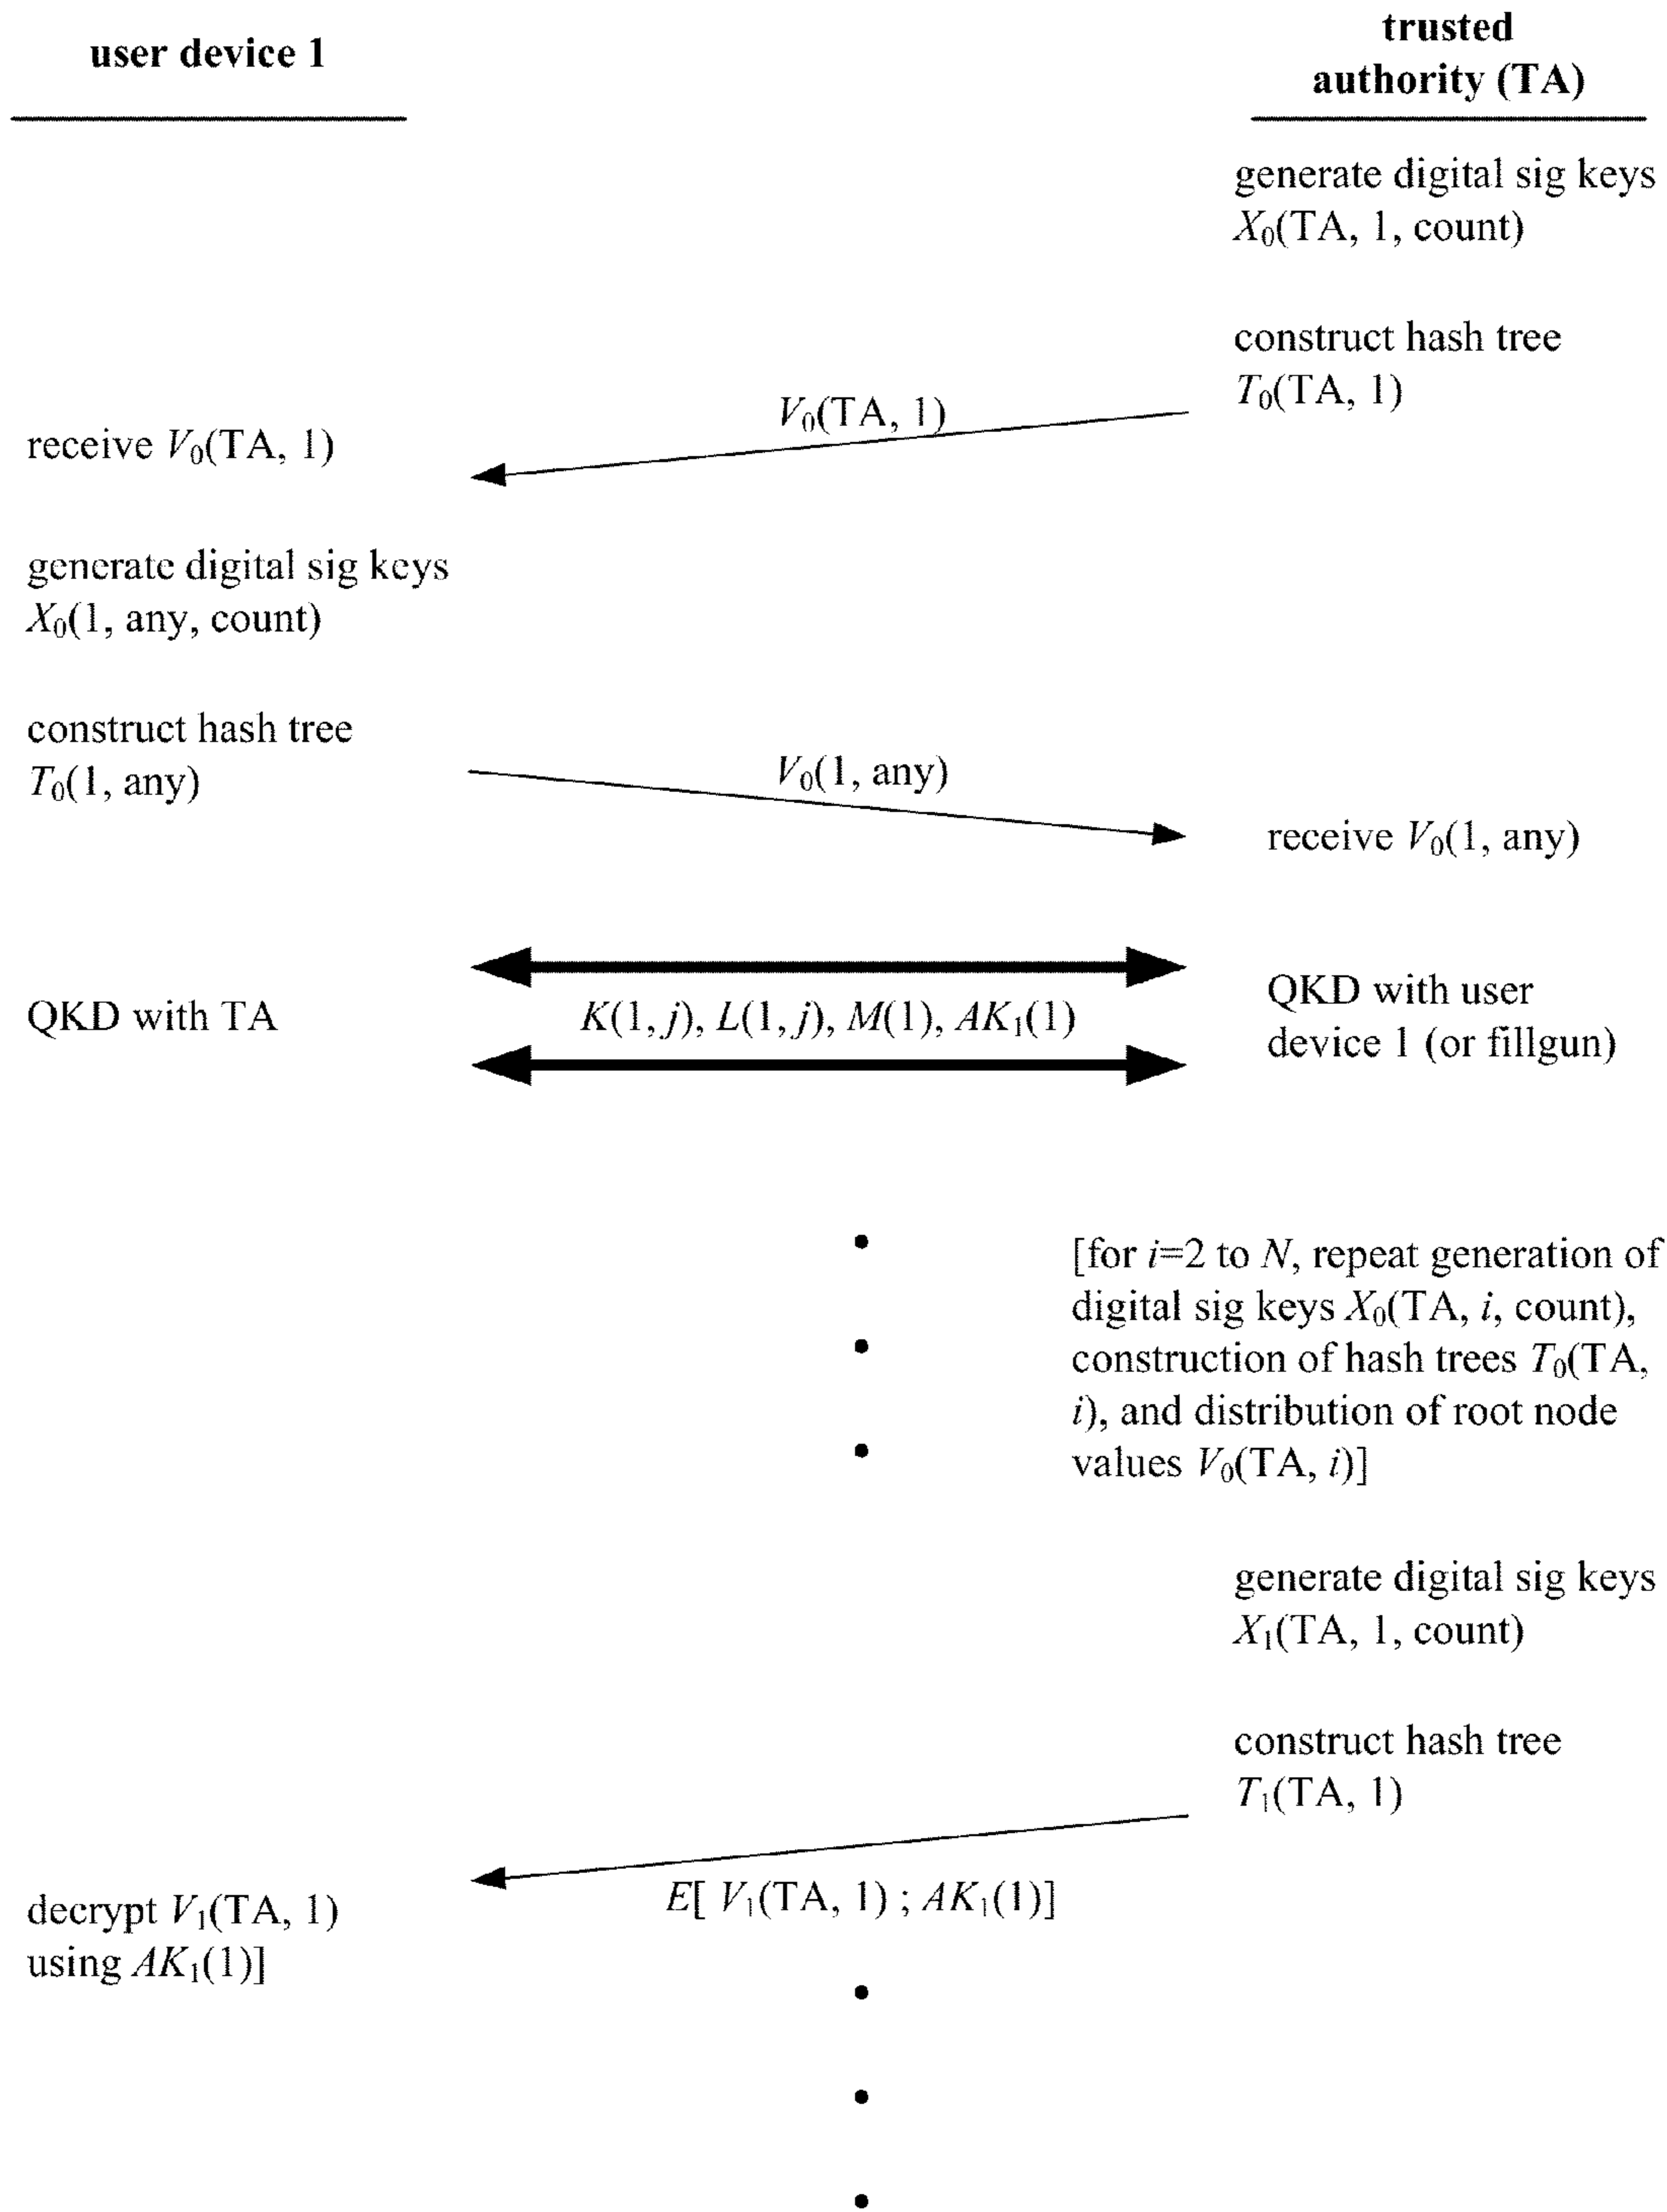 user device 1
trusted
authority (TA)
generate digital sig keys
X₀(TA, 1, count)
construct hash tree
T₀(TA, 1)
V₀(TA, 1)
receive V₀(TA, 1)
generate digital sig keys
X₀(1, any, count)
construct hash tree
T₀(1, any)
V₀(1, any)
receive V₀(1, any)
QKD with TA
K(1, j), L(1, j), M(1), AK₁(1)
QKD with user
device 1 (or fillgun)
[for i=2 to N, repeat generation of
digital sig keys X₀(TA, i, count),
construction of hash trees T₀(TA,
i), and distribution of root node
values V₀(TA, i)]
generate digital sig keys
X₁(TA, 1, count)
construct hash tree
T₁(TA, 1)
E[ V₁(TA, 1) ; AK₁(1)]
decrypt V₁(TA, 1)
using AK₁(1)]